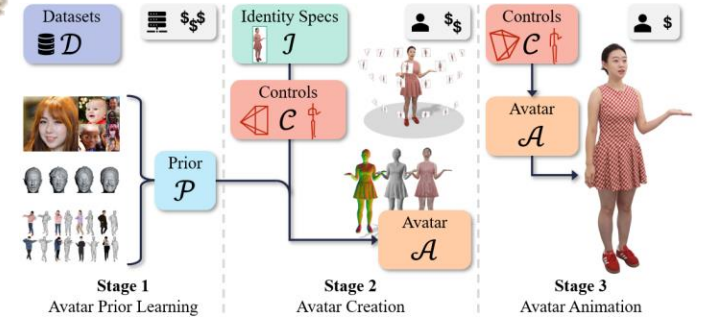 Datasets
𝒟
$$$
Prior
𝒫
Stage 1
Avatar Prior Learning
Identity Specs
ℐ
$$
Controls
𝒞
Avatar
𝒜
Stage 2
Avatar Creation
Controls
𝒞
$
Avatar
𝒜
Stage 3
Avatar Animation